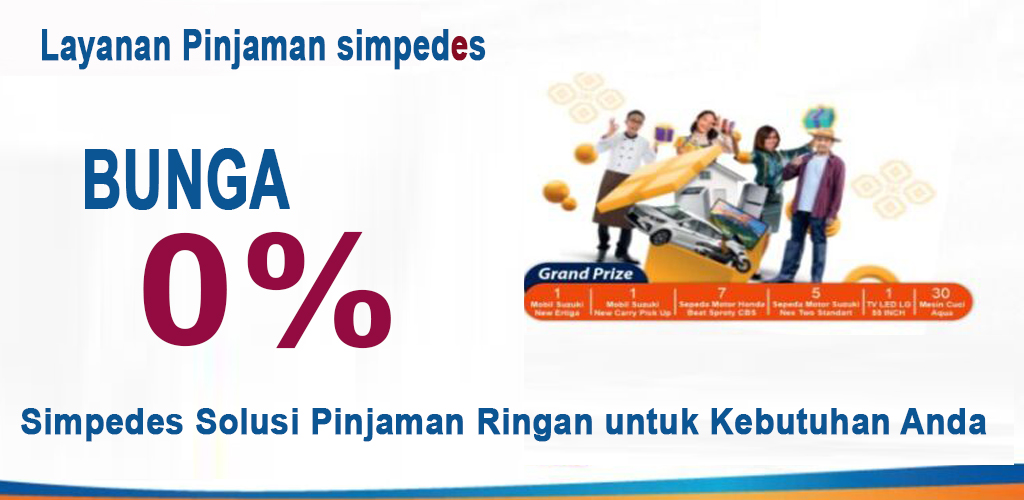 Layanan Pinjaman simpedes
BUNGA
0%
Grand Prize
1 1 7 5 1 30
Mobil Suzuki Mobil Suzuki Sepeda Motor Honda Sepeda Motor Suzuki TV LED LG Mesin Cuci
New Ertiga New Carry Pick Up Beat Sproty CBS Nex Two Standart 55 INCH Aqua
Simpedes Solusi Pinjaman Ringan untuk Kebutuhan Anda